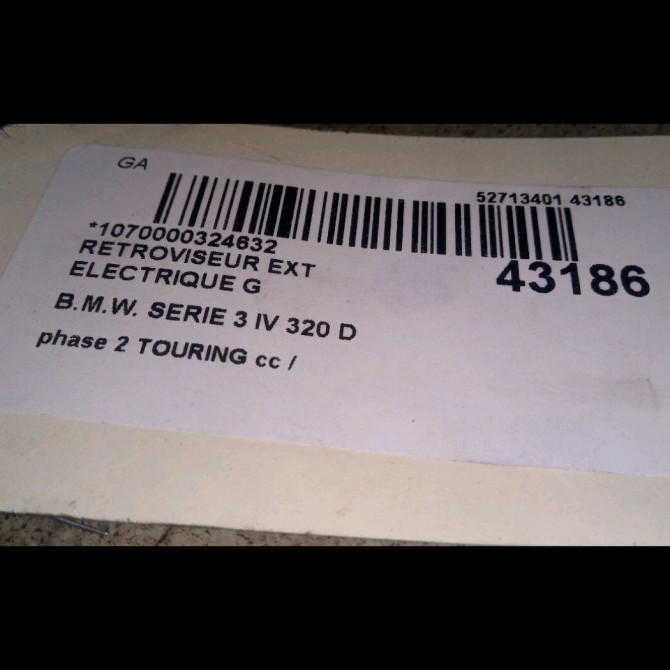 GA
52713401 43186
*1070000324632
43186
RETROVISEUR EXT
ELECTRIQUE G
B.M.W. SERIE 3 IV 320 D
phase 2 TOURING cc /